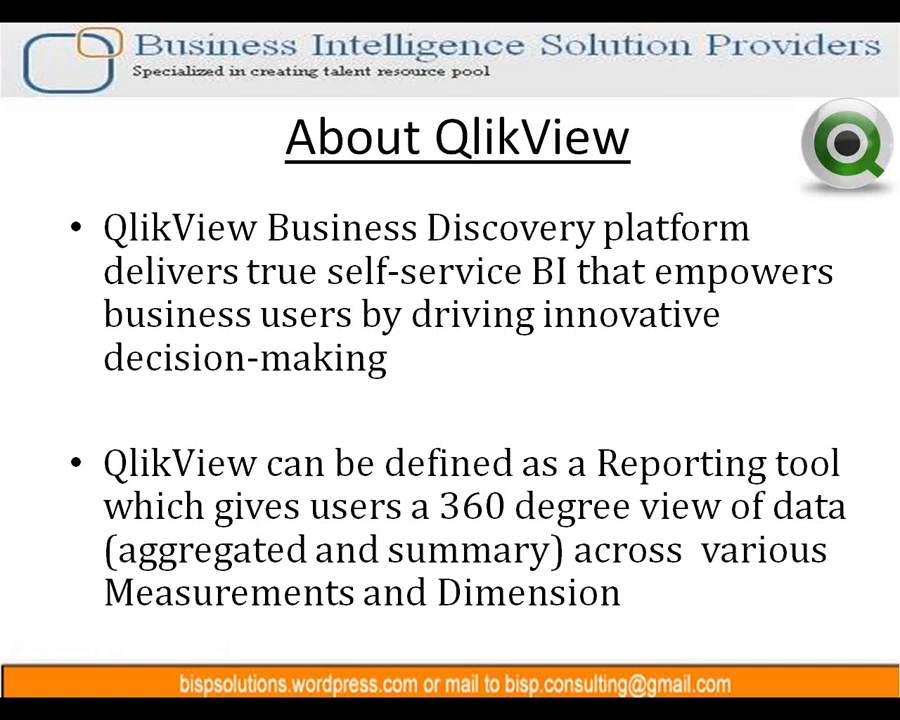 Business Intelligence Solution Providers
Specialized in creating talent resource pool
About QlikView
• QlikView Business Discovery platform
delivers true self-service BI that empowers
business users by driving innovative
decision-making
• QlikView can be defined as a Reporting tool
which gives users a 360 degree view of data
(aggregated and summary) across  various
Measurements and Dimension
bispsolutions.wordpress.com or mail to bisp.consulting@gmail.com